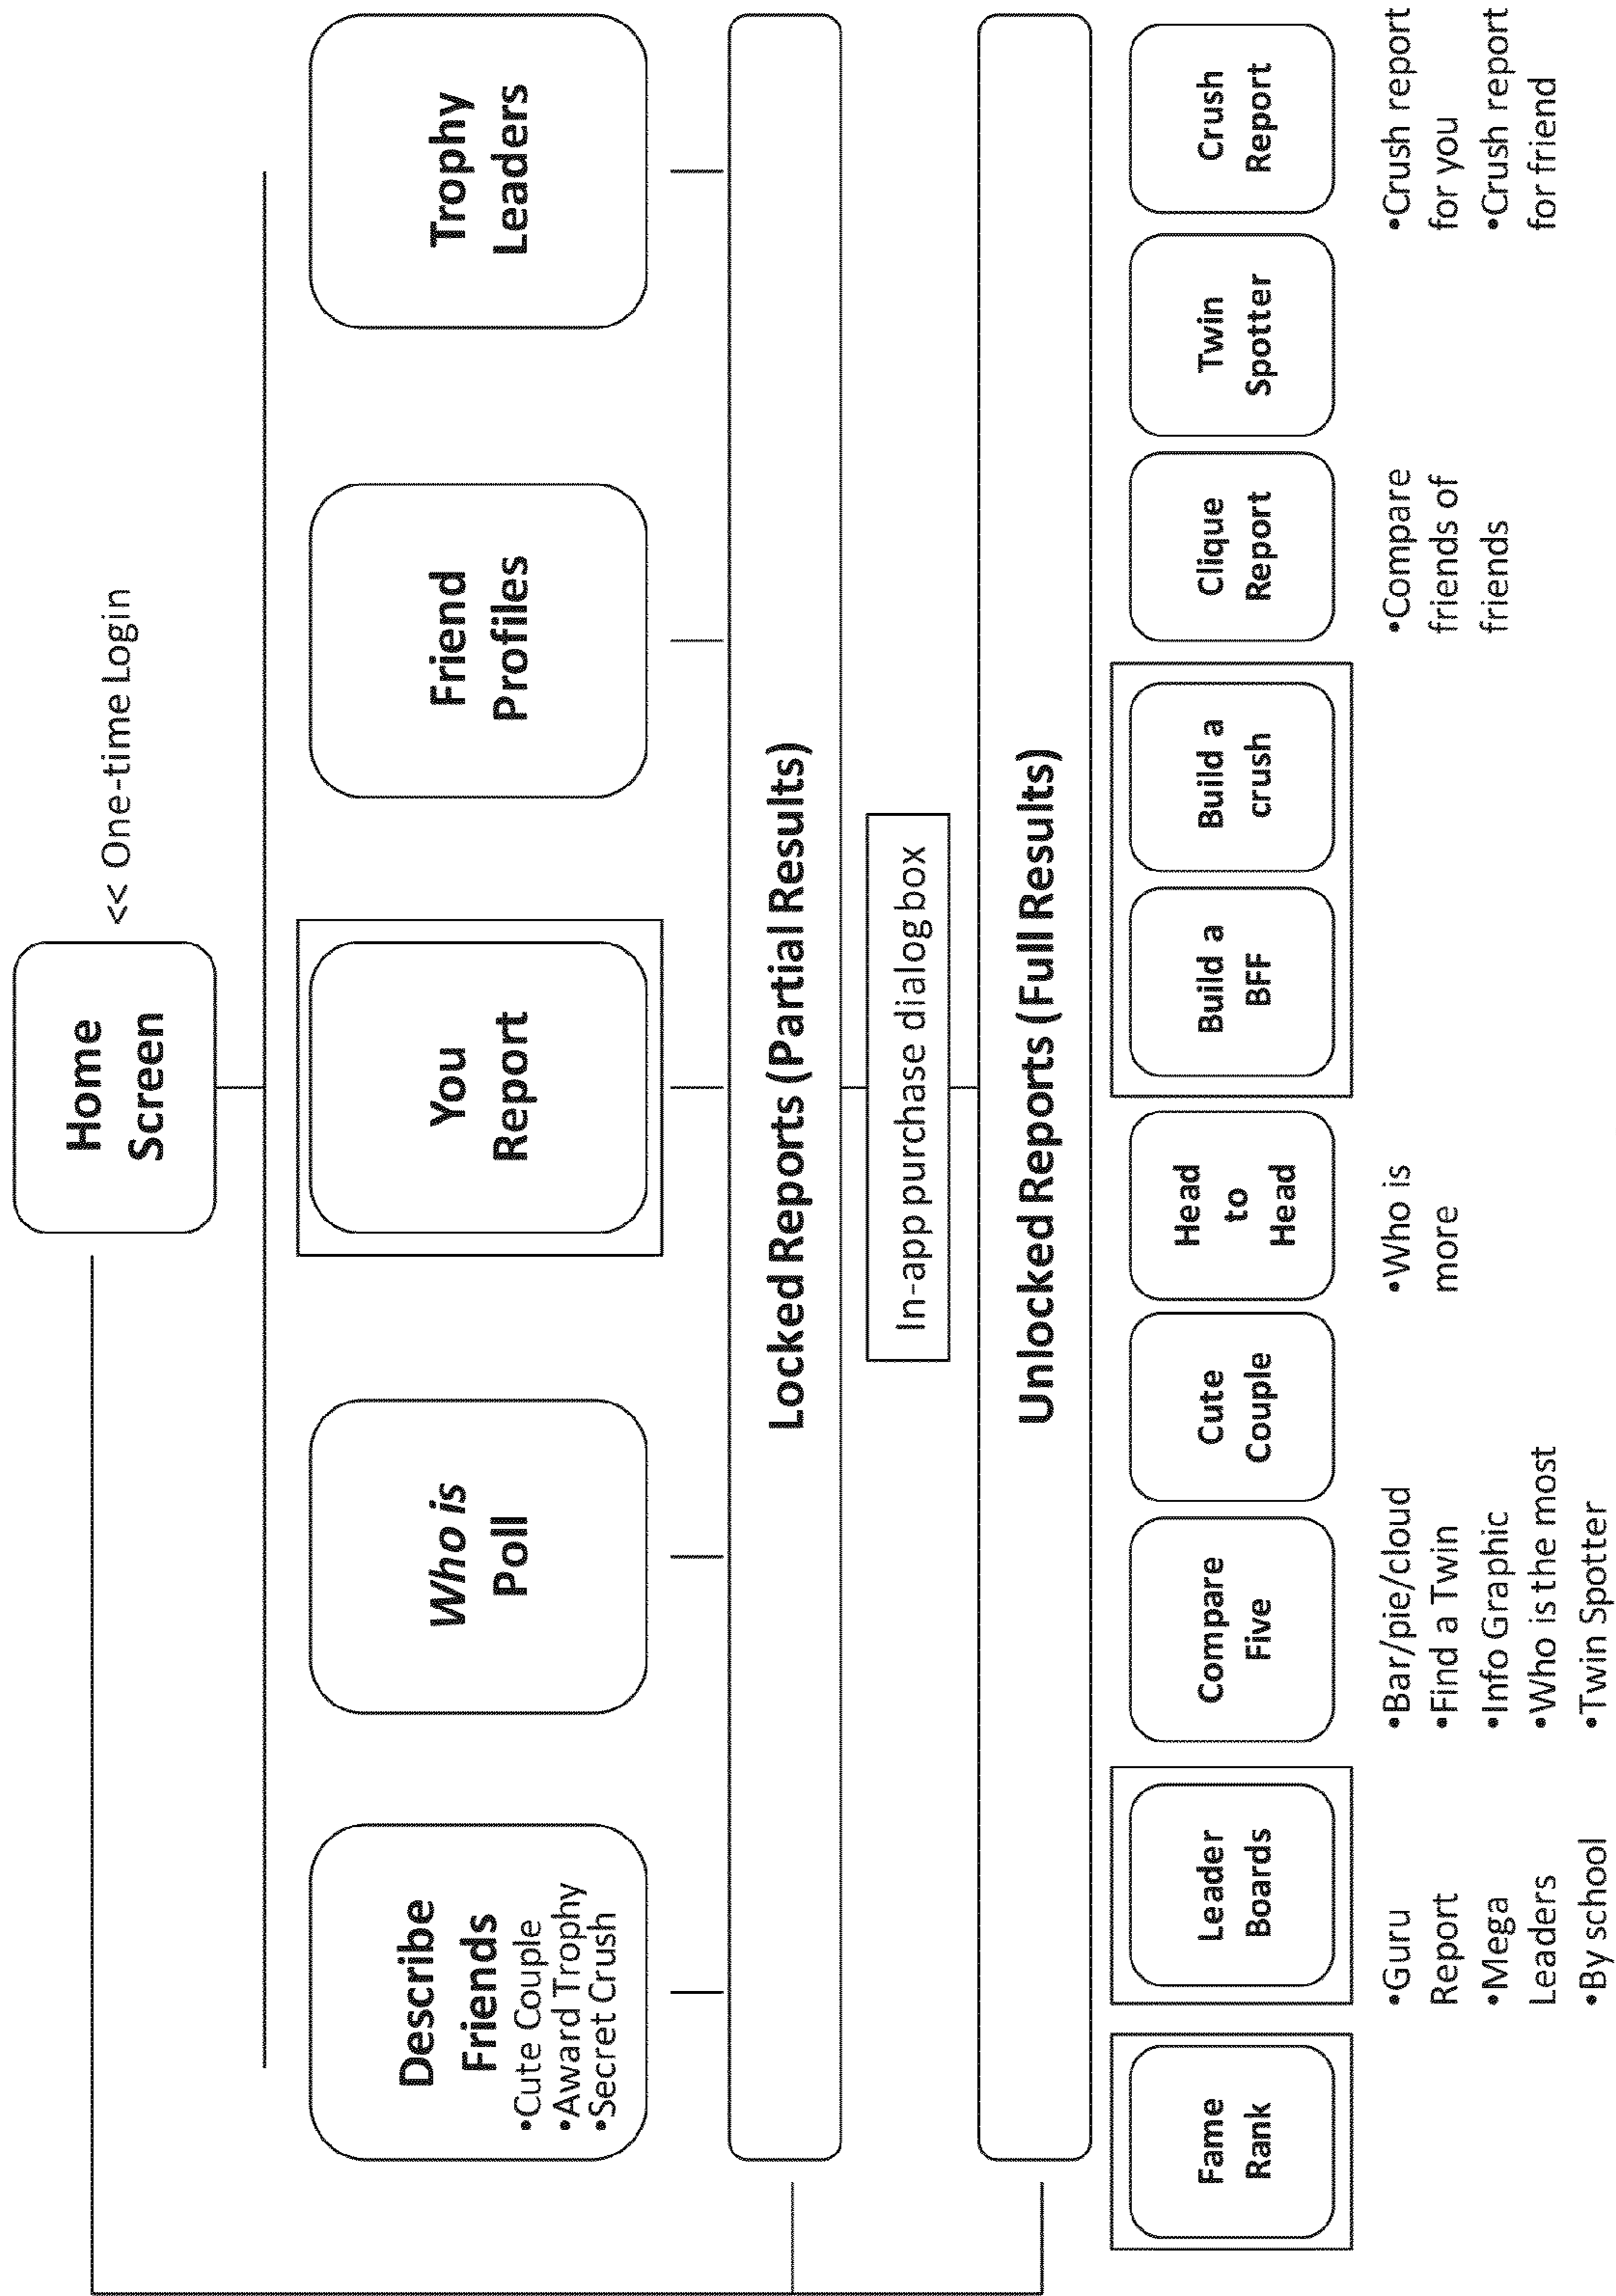 Home
Screen
<< One-time Login
Describe
Friends
•Cute Couple
•Award Trophy
•Secret Crush
Who is
Poll
You
Report
Friend
Profiles
Trophy
Leaders
Locked Reports (Partial Results)
In-app purchase dialog box
Unlocked Reports (Full Results)
Fame
Rank
Leader
Boards
Compare
Five
Cute
Couple
Head
to
Head
Build a
BFF
Build a
crush
Clique
Report
Twin
Spotter
Crush
Report
•Guru
Report
•Mega
Leaders
•By school
•Bar/pie/cloud
•Find a Twin
•Info Graphic
•Who is the most
•Twin Spotter
•Who is
more
•Compare
friends of
friends
•Crush report
for you
•Crush report
for friend